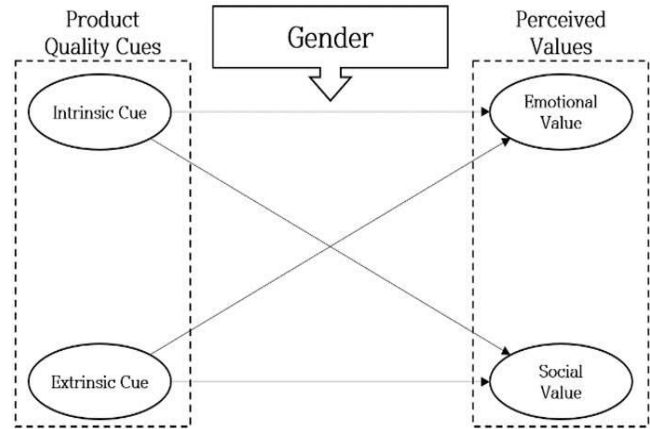 Product
Quality Cues
Gender
Perceived
Values
Intrinsic Cue
Emotional
Value
Extrinsic Cue
Social
Value